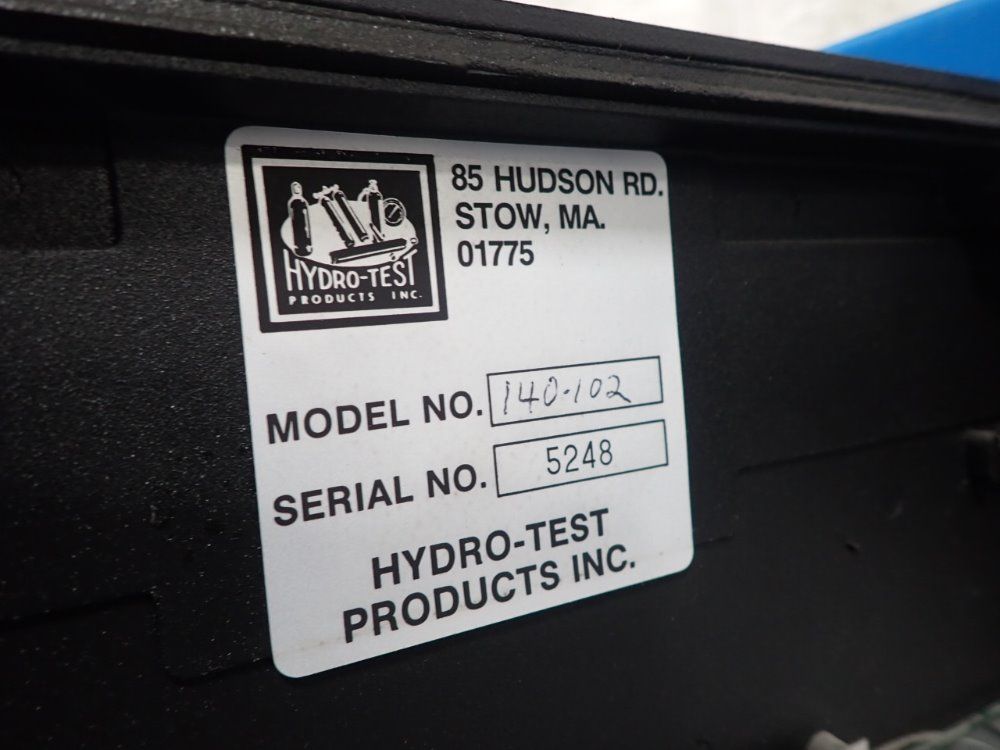 HYDRO-TEST
PRODUCTS INC.
85 HUDSON RD.
STOW, MA.
01775
MODEL NO. 140-102
SERIAL NO. 5248
HYDRO-TEST
PRODUCTS INC.